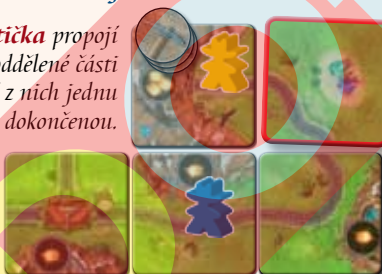 tička propojí
oddělené části
z nich jednu
dokončenou.